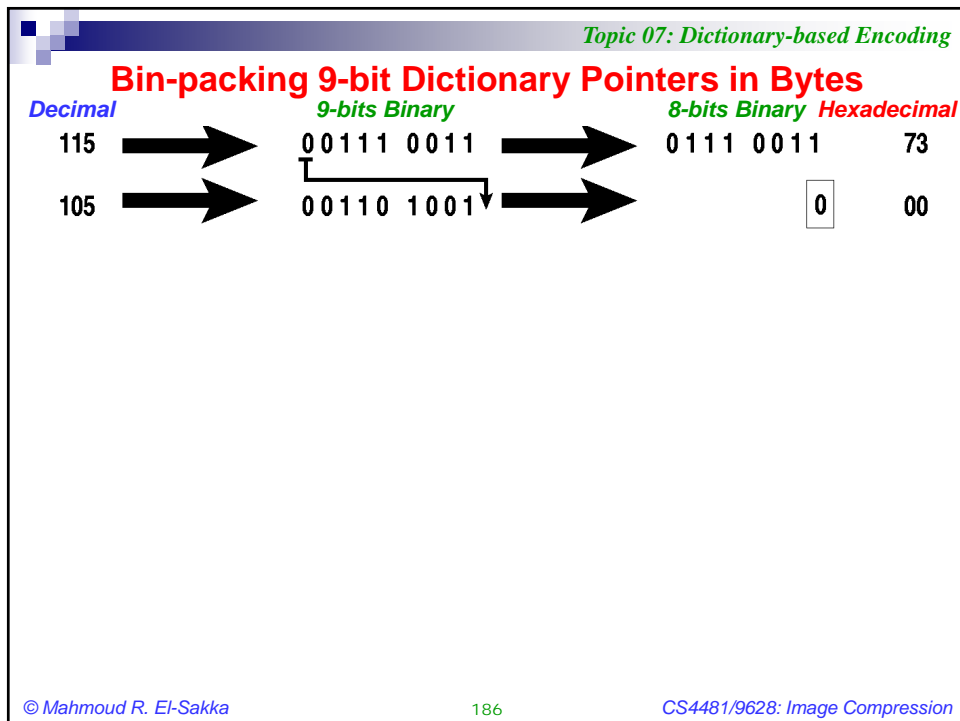 Topic 07: Dictionary-based Encoding
Bin-packing 9-bit Dictionary Pointers in Bytes
Decimal 9-bits Binary 8-bits Binary Hexadecimal
115 0 0 1 1 1 0 0 1 1 0 1 1 1 0 0 1 1 73
105 0 0 1 1 0 1 0 0 1 0 00
© Mahmoud R. El-Sakka 186 CS4481/9628: Image Compression